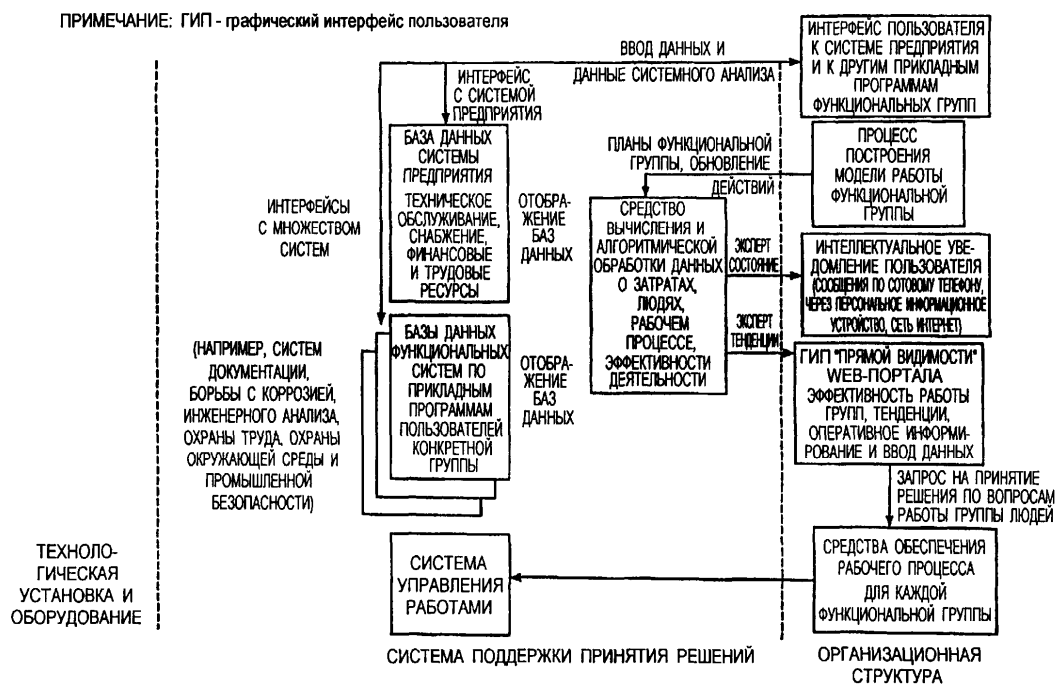 ПРИМЕЧАНИЕ: ГИП - графический интерфейс пользователя
ВВОД ДАННЫХ И
ДАННЫЕ СИСТЕМНОГО АНАЛИЗА
ИНТЕРФЕЙС ПОЛЬЗОВАТЕЛЯ
К СИСТЕМЕ ПРЕДПРИЯТИЯ
И К ДРУГИМ ПРИКЛАДНЫМ
ПРОГРАММАМ
ФУНКЦИОНАЛЬНЫХ ГРУПП
ИНТЕРФЕЙС
С СИСТЕМОЙ
ПРЕДПРИЯТИЯ
БАЗА ДАННЫХ
СИСТЕМЫ
ПРЕДПРИЯТИЯ
ТЕХНИЧЕСКОЕ
ОБСЛУЖИВАНИЕ,
СНАБЖЕНИЕ,
ФИНАНСОВЫЕ
И ТРУДОВЫЕ
РЕСУРСЫ
ОТОБРА-
ЖЕНИЕ
БАЗ
ДАННЫХ
ПЛАНЫ ФУНКЦИОНАЛЬНОЙ
ГРУППЫ, ОБНОВЛЕНИЕ
ДЕЙСТВИЙ
ПРОЦЕСС
ПОСТРОЕНИЯ
МОДЕЛИ РАБОТЫ
ФУНКЦИОНАЛЬНОЙ
ГРУППЫ
ИНТЕРФЕЙСЫ
С МНОЖЕСТВОМ
СИСТЕМ
СРЕДСТВО
ВЫЧИСЛЕНИЯ И
АЛГОРИТМИЧЕСКОЙ
ОБРАБОТКИ ДАННЫХ
О ЗАТРАТАХ,
ЛЮДЯХ,
РАБОЧЕМ
ПРОЦЕССЕ,
ЭФФЕКТИВНОСТИ
ДЕЯТЕЛЬНОСТИ
ЭКСПЕРТ
СОСТОЯНИЕ
ИНТЕЛЛЕКТУАЛЬНОЕ УВЕ-
ДОМЛЕНИЕ ПОЛЬЗОВАТЕЛЯ
(СООБЩЕНИЯ ПО СОТОВОМУ ТЕЛЕФОНУ,
ЧЕРЕЗ ПЕРСОНАЛЬНОЕ ИНФОРМАЦИОННОЕ
УСТРОЙСТВО, СЕТЬ ИНТЕРНЕТ)
ЭКСПЕРТ
ТЕНДЕНЦИИ
ГИП "ПРЯМОЙ ВИДИМОСТИ"
WEB-ПОРТАЛА
ЭФФЕКТИВНОСТЬ РАБОТЫ
ГРУПП, ТЕНДЕНЦИИ,
ОПЕРАТИВНОЕ ИНФОРМИ-
РОВАНИЕ И ВВОД ДАННЫХ
(НАПРИМЕР, СИСТЕМ
ДОКУМЕНТАЦИИ,
БОРЬБЫ С КОРРОЗИЕЙ,
ИНЖЕНЕРНОГО АНАЛИЗА,
ОХРАНЫ ТРУДА, ОХРАНЫ
ОКРУЖАЮЩЕЙ СРЕДЫ И
ПРОМЫШЛЕННОЙ
БЕЗОПАСНОСТИ)
БАЗЫ ДАННЫХ
ФУНКЦИОНАЛЬНЫХ
СИСТЕМ ПО
ПРИКЛАДНЫМ
ПРОГРАММАМ
ПОЛЬЗОВАТЕЛЕЙ
КОНКРЕТНОЙ
ГРУППЫ
ОТОБРА-
ЖЕНИЕ
БАЗ
ДАННЫХ
ЗАПРОС НА ПРИНЯТИЕ
РЕШЕНИЯ ПО ВОПРОСАМ
РАБОТЫ ГРУППЫ ЛЮДЕЙ
ТЕХНОЛО-
ГИЧЕСКАЯ
УСТАНОВКА И
ОБОРУДОВАНИЕ
СИСТЕМА
УПРАВЛЕНИЯ
РАБОТАМИ
СРЕДСТВА ОБЕСПЕЧЕНИЯ
РАБОЧЕГО ПРОЦЕССА
ДЛЯ КАЖДОЙ
ФУНКЦИОНАЛЬНОЙ ГРУППЫ
СИСТЕМА ПОДДЕРЖКИ ПРИНЯТИЯ РЕШЕНИЙ
ОРГАНИЗАЦИОННАЯ
СТРУКТУРА